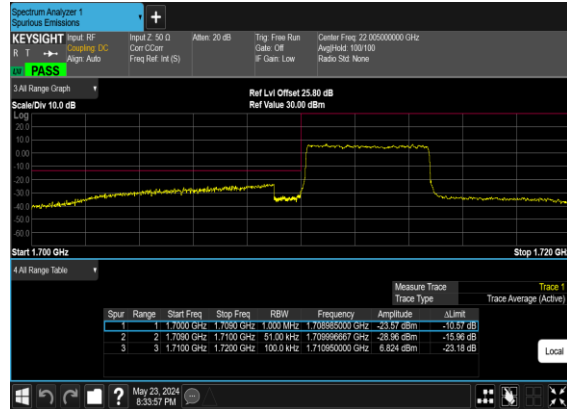 Spectrum Analyzer 1
Spurious Emissions
+
KEYSIGHT Input: RF Input Z: 50 Ω Atten: 20 dB Trig: Free Run Center Freq: 22.005000000 GHz
R T Coupling: DC Corr CCorr Gate: Off Avg|Hold: 100/100
Align: Auto Freq Ref: Int (S) IF Gain: Low Radio Std: None
PASS
3 All Range Graph
Ref Lvl Offset 25.80 dB
Scale/Div 10.0 dB Ref Value 30.00 dBm
Log
20.0
10.0
0.00
-10.0
-20.0
-30.0
-40.0
-50.0
-60.0
Start 1.700 GHz Stop 1.720 GH
4 All Range Table
Measure Trace Trace 1
Trace Type Trace Average (Active)
Spur Range Start Freq Stop Freq RBW Frequency Amplitude ΔLimit
1 1 1.7000 GHz 1.7090 GHz 1.000 MHz 1.708985000 GHz -23.57 dBm -10.57 dB
2 2 1.7090 GHz 1.7100 GHz 51.00 kHz 1.709996667 GHz -28.96 dBm -15.96 dB
3 3 1.7100 GHz 1.7200 GHz 100.0 kHz 1.710950000 GHz 6.824 dBm -23.18 dB
Local
?
May 23, 2024
8:33:57 PM